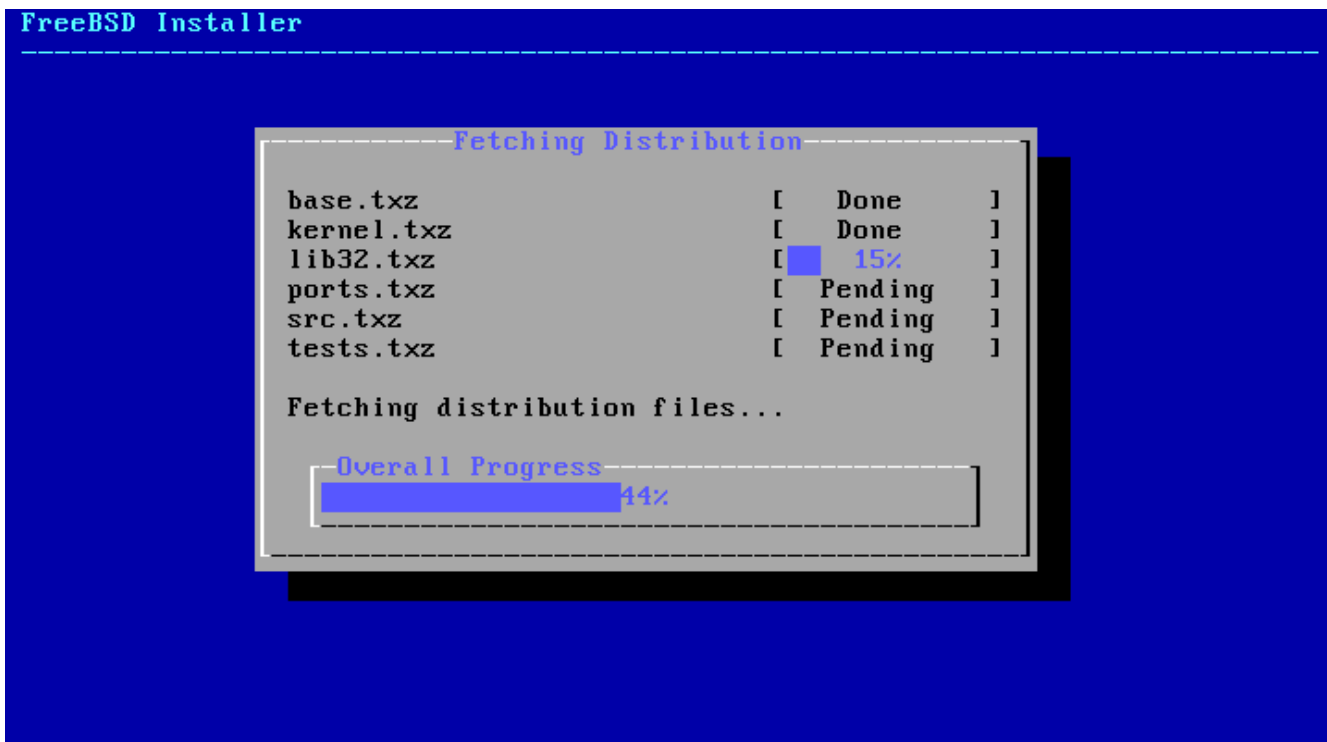 FreeBSD Installer
Fetching Distribution
base.txz [ Done ]
kernel.txz [ Done ]
lib32.txz [ 15% ]
ports.txz [ Pending ]
src.txz [ Pending ]
tests.txz [ Pending ]
Fetching distribution files...
Overall Progress
44%